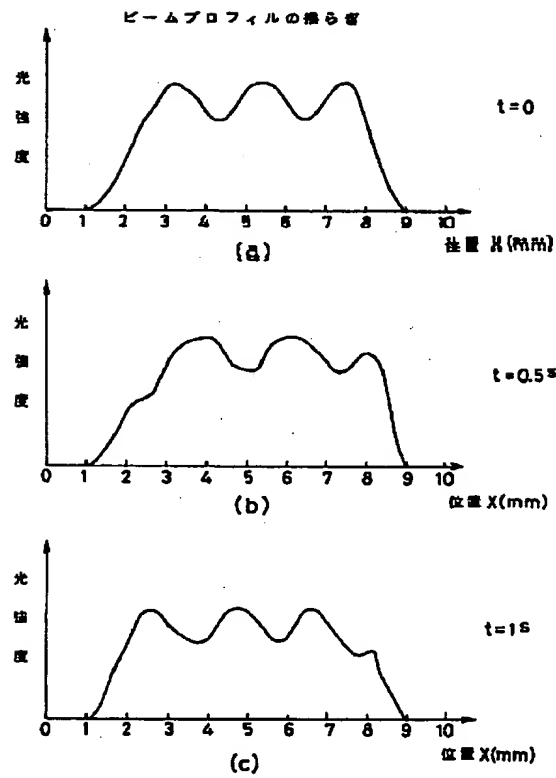 ビームプロフィルの揺らぎ
光強度
t=0
0 1 2 3 4 5 6 7 8 9 10
位置 X(mm)
(a)
光強度
t=0.5s
0 1 2 3 4 5 6 7 8 9 10
(b)
位置 X(mm)
光強度
t=1s
0 1 2 3 4 5 6 7 8 9 10
位置 X(mm)
(c)